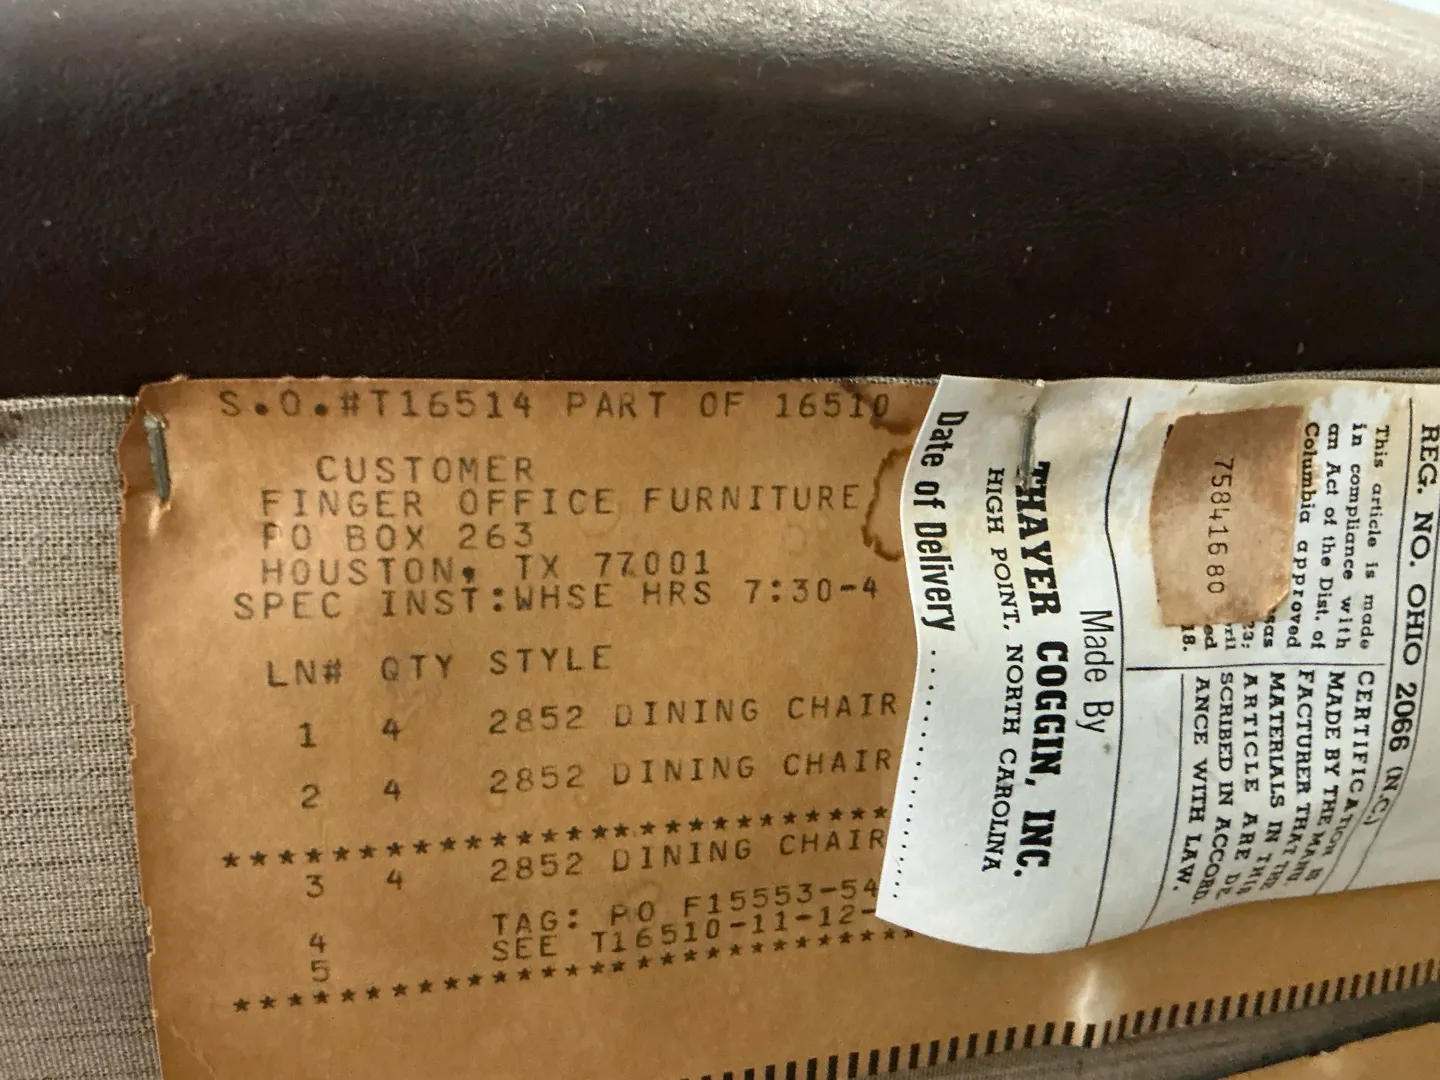 S.O.#T16514 PART OF 16510
CUSTOMER
FINGER OFFICE FURNITURE
PO BOX 263
HOUSTON, TX 77001
SPEC INST:WHSE HRS 7:30-4
LN# QTY STYLE
1 4 2852 DINING CHAIR
2 4 2852 DINING CHAIR
********************
3 4 2852 DINING CHAIR
4 TAG: PO F15553-54
5 SEE T16510-11-12-
********************
REG. NO. OHIO 2066 (N.C.)
This article is made
in compliance with
an Act of the Dist. of
Columbia approved
23;
18.
75841680
CERTIFICATION
MADE BY THE MANU
FACTURER THAT THE
MATERIALS IN THIS
ARTICLE ARE DE
SCRIBED IN ACCORD
ANCE WITH LAW.
Made By
THAYER COGGIN, INC.
HIGH POINT, NORTH CAROLINA
Date of Delivery ....................